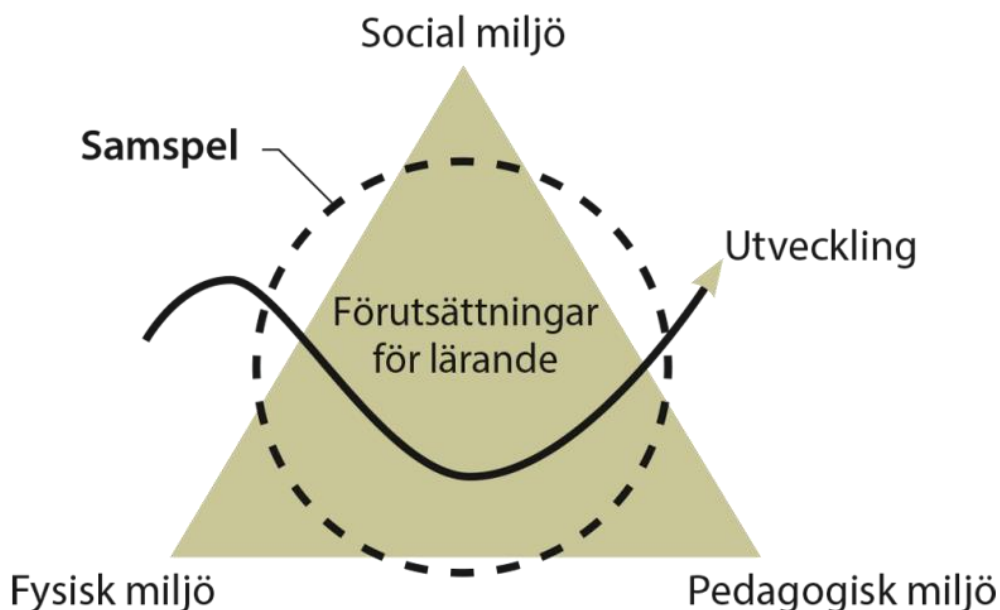 Social miljö
Samspel
Utveckling
Förutsättningar
för lärande
Fysisk miljö
Pedagogisk miljö